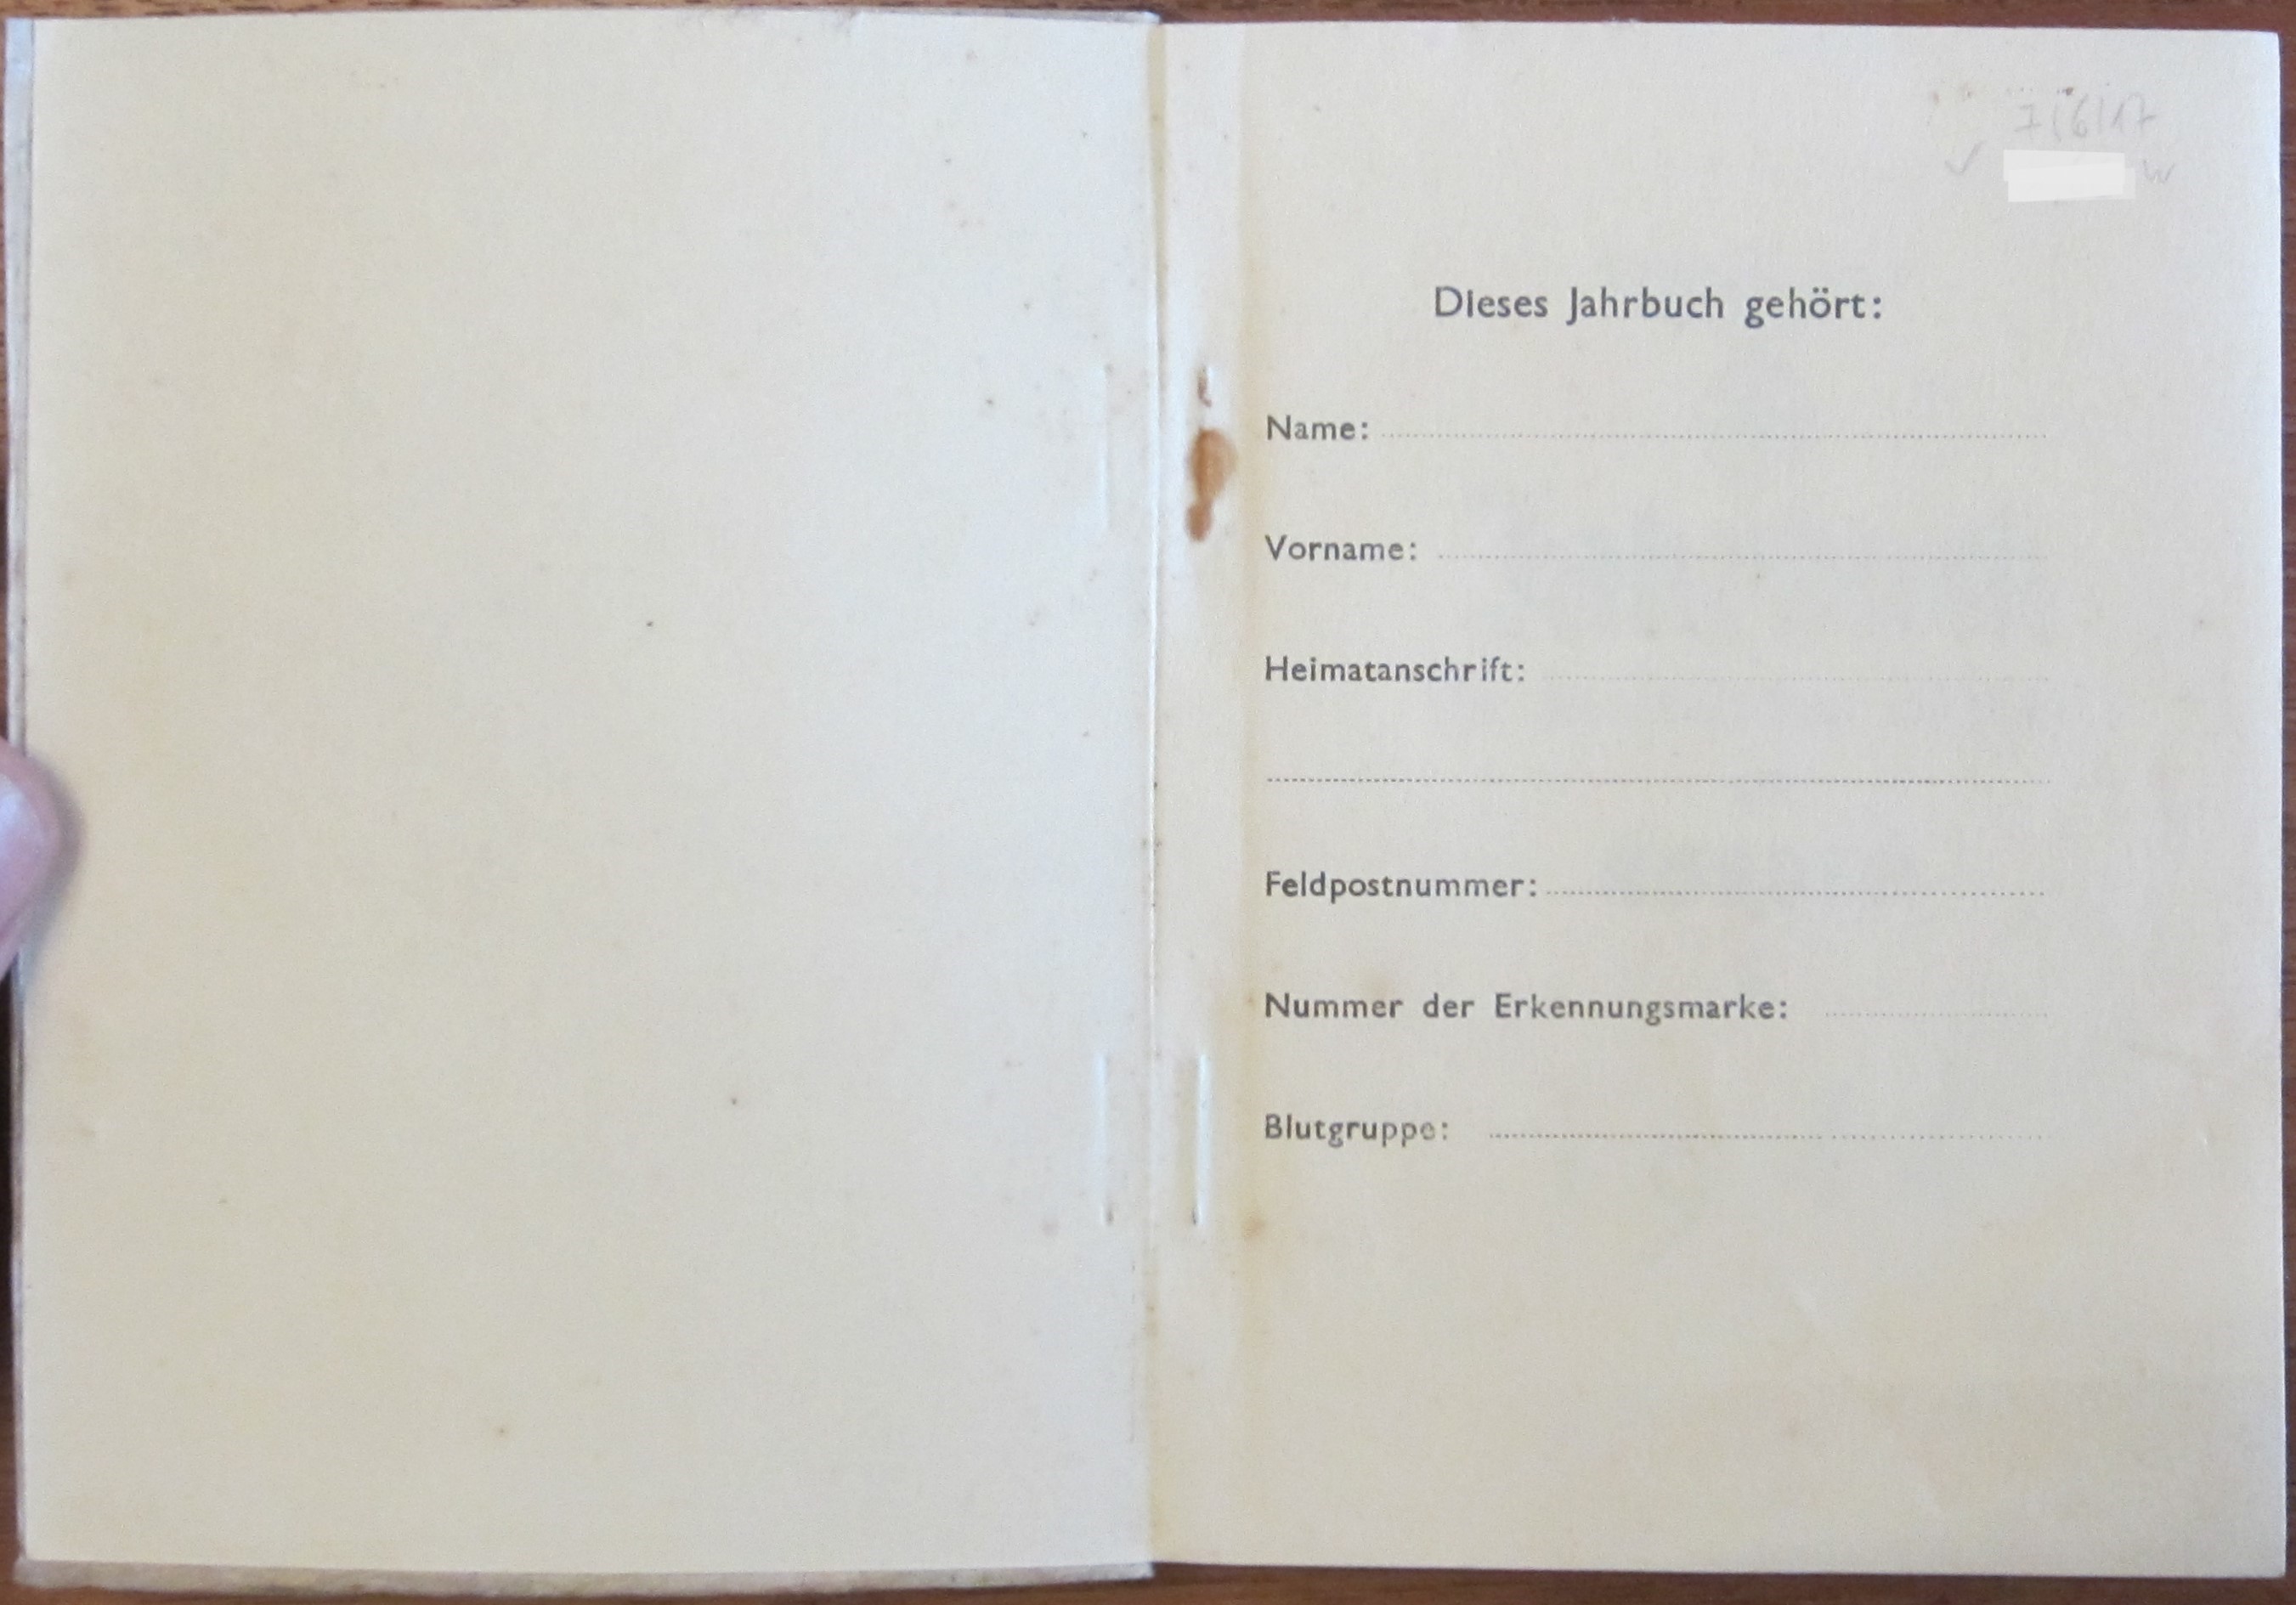 7/6/17
Dieses Jahrbuch gehört:
Name:
Vorname:
Heimatanschrift:
Feldpostnummer:
Nummer der Erkennungsmarke:
Blutgruppe: